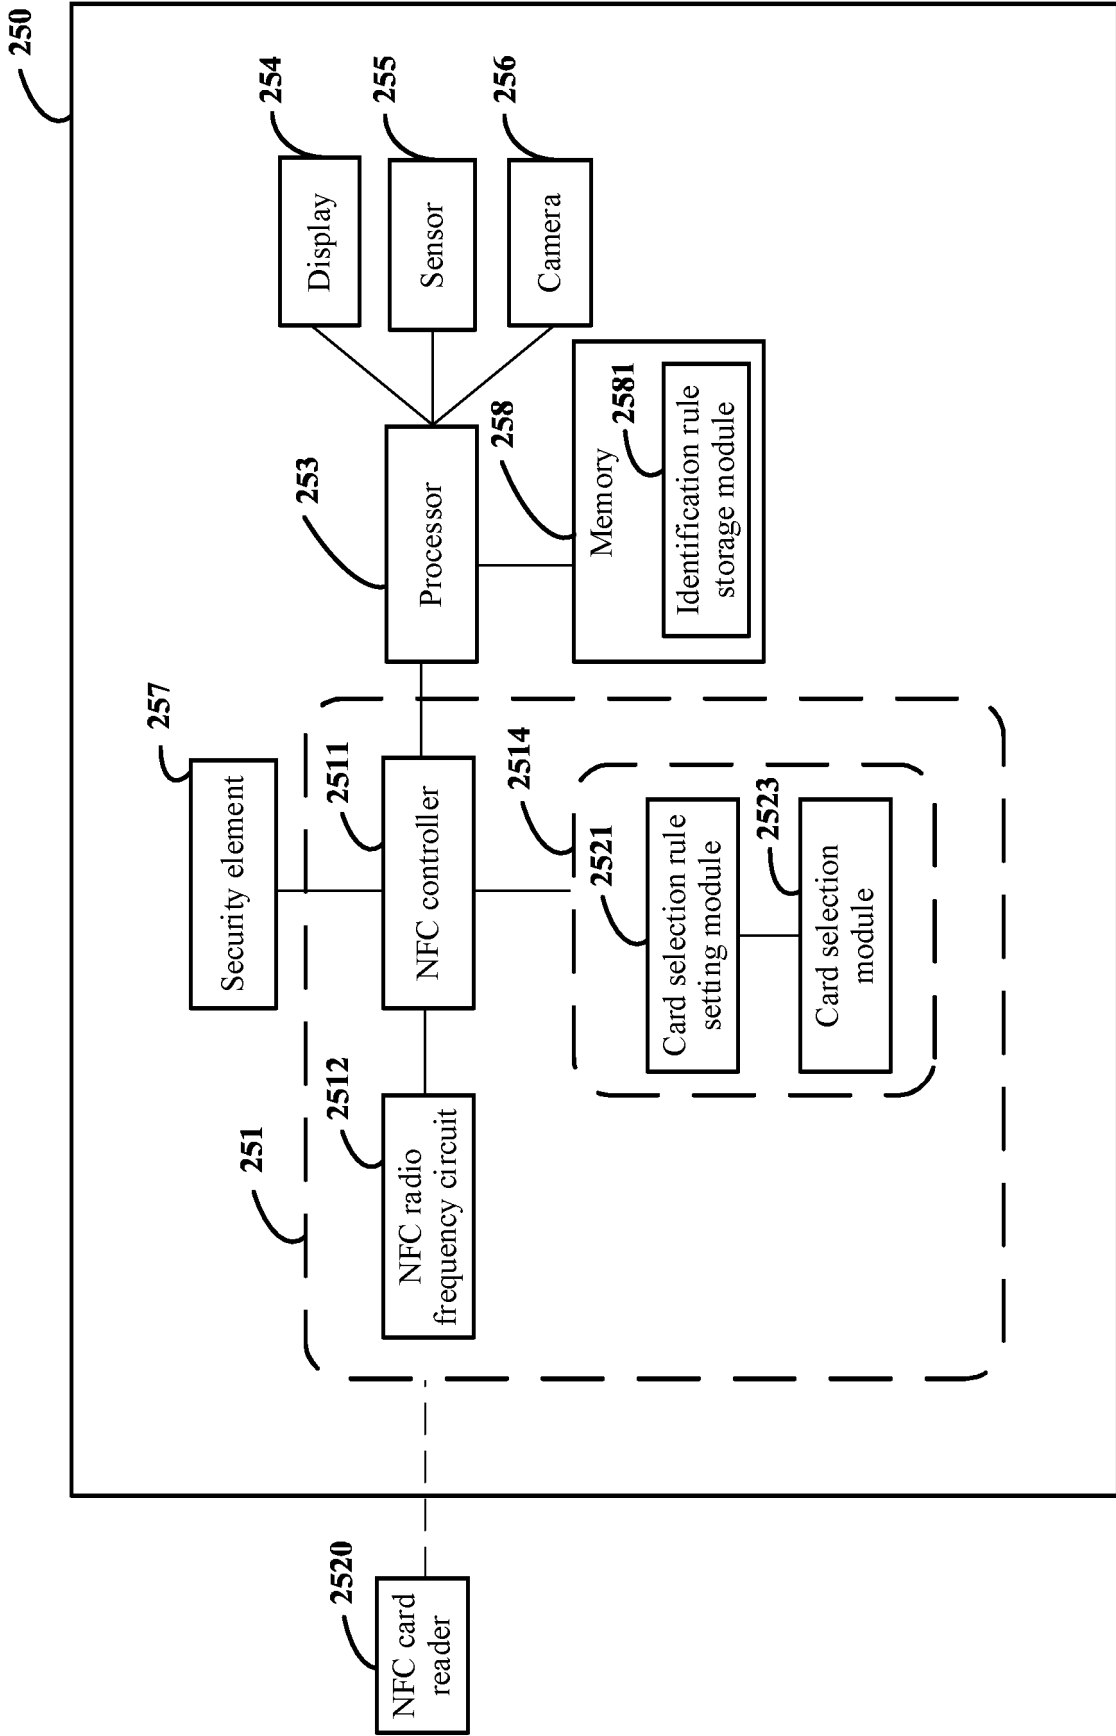 250
257
Security element
254
Display
251
2512
NFC radio
frequency circuit
2511
NFC controller
253
Processor
255
Sensor
2520
NFC card
reader
256
Camera
2514
2521
Card selection rule
setting module
2523
Card selection
module
258
Memory
2581
Identification rule
storage module